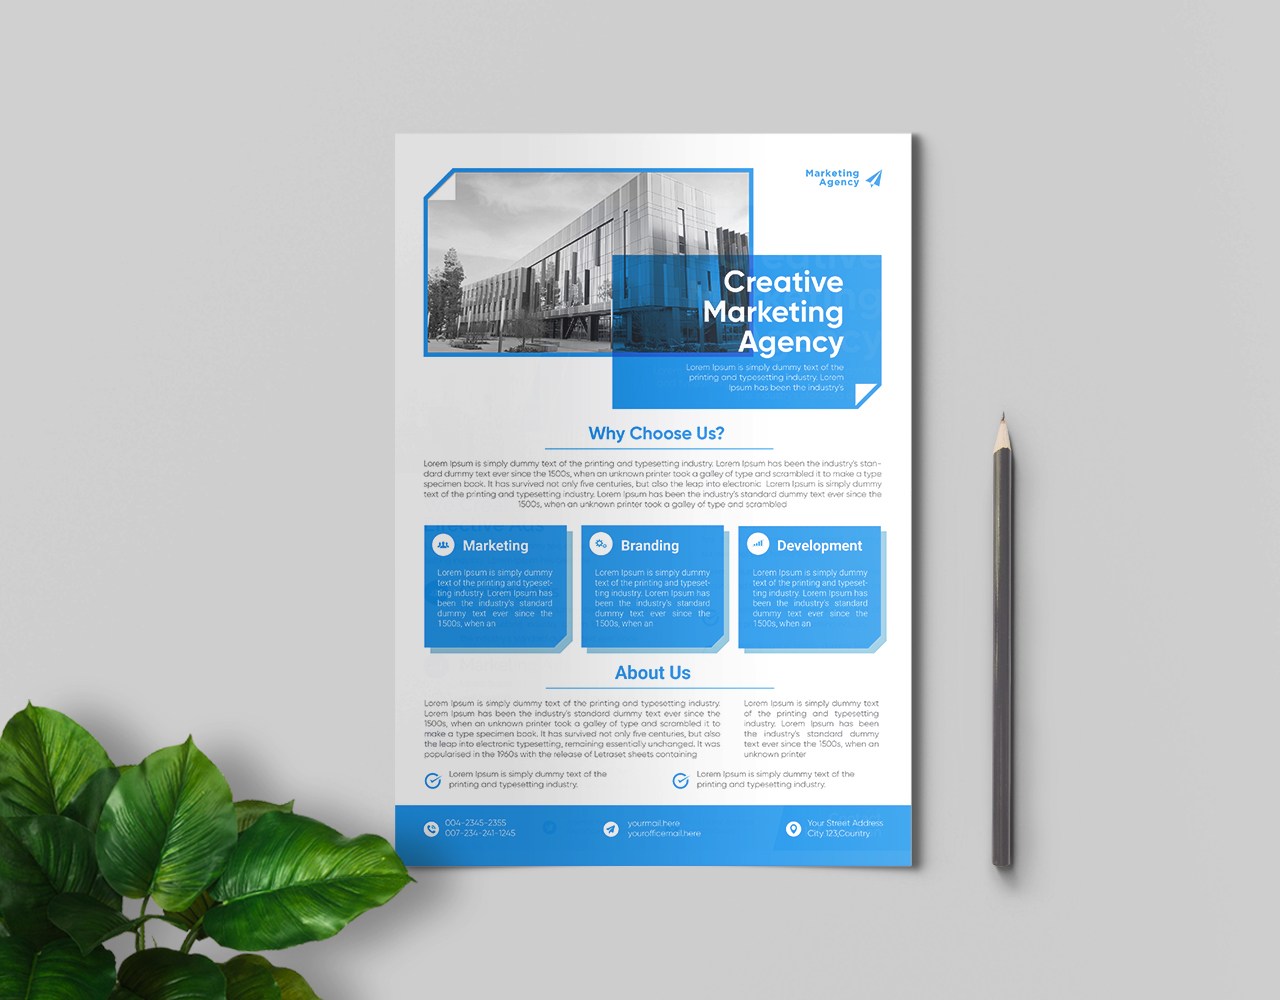 Marketing
Agency
Creative
Marketing
Agency
Lorem Ipsum is simply dummy text of the
printing and typesetting industry. Lorem
Ipsum has been the industry's
Why Choose Us?
Lorem Ipsum is simply dummy text of the printing and typesetting industry. Lorem Ipsum has been the industry's stan-
dard dummy text ever since the 1500s, when an unknown printer took a galley of type and scrambled it to make a type
specimen book. It has survived not only five centuries, but also the leap into electronic Lorem Ipsum is simply dummy
text of the printing and typesetting industry. Lorem Ipsum has been the industry's standard dummy text ever since the
1500s, when an unknown printer took a galley of type and scrambled
Marketing
Lorem Ipsum is simply dummy
text of the printing and typeset-
ting industry. Lorem Ipsum has
been the industry's standard
dummy text ever since the
1500s, when an
Branding
Lorem Ipsum is simply dummy
text of the printing and typeset-
ting industry. Lorem Ipsum has
been the industry's standard
dummy text ever since the
1500s, when an
Development
Lorem Ipsum is simply dummy
text of the printing and typeset-
ting industry. Lorem Ipsum has
been the industry's standard
dummy text ever since the
1500s, when an
About Us
Lorem Ipsum is simply dummy text of the printing and typesetting industry.
Lorem Ipsum has been the industry's standard dummy text ever since the
1500s, when an unknown printer took a galley of type and scrambled it to
make a type specimen book. It has survived not only five centuries, but also
the leap into electronic typesetting, remaining essentially unchanged. It was
popularised in the 1960s with the release of Letraset sheets containing
Lorem Ipsum is simply dummy text
of the printing and typesetting
industry. Lorem Ipsum has been
the industry's standard dummy
text ever since the 1500s, when an
unknown printer
Lorem Ipsum is simply dummy text of the
printing and typesetting industry.
Lorem Ipsum is simply dummy text of the
printing and typesetting industry.
004-2345-2355
007-234-241-1245
yourmail.here
yourofficemail.here
Your Street Address
City 123,Country